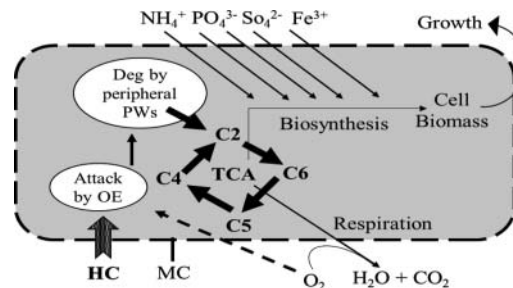 NH₄⁺ PO₄³⁻ So₄²⁻ Fe³⁺
Growth
Deg by
peripheral
PWs
C2
Biosynthesis
Cell
Biomass
Attack
by OE
C4
TCA
C6
C5
Respiration
HC
MC
O₂
H₂O + CO₂